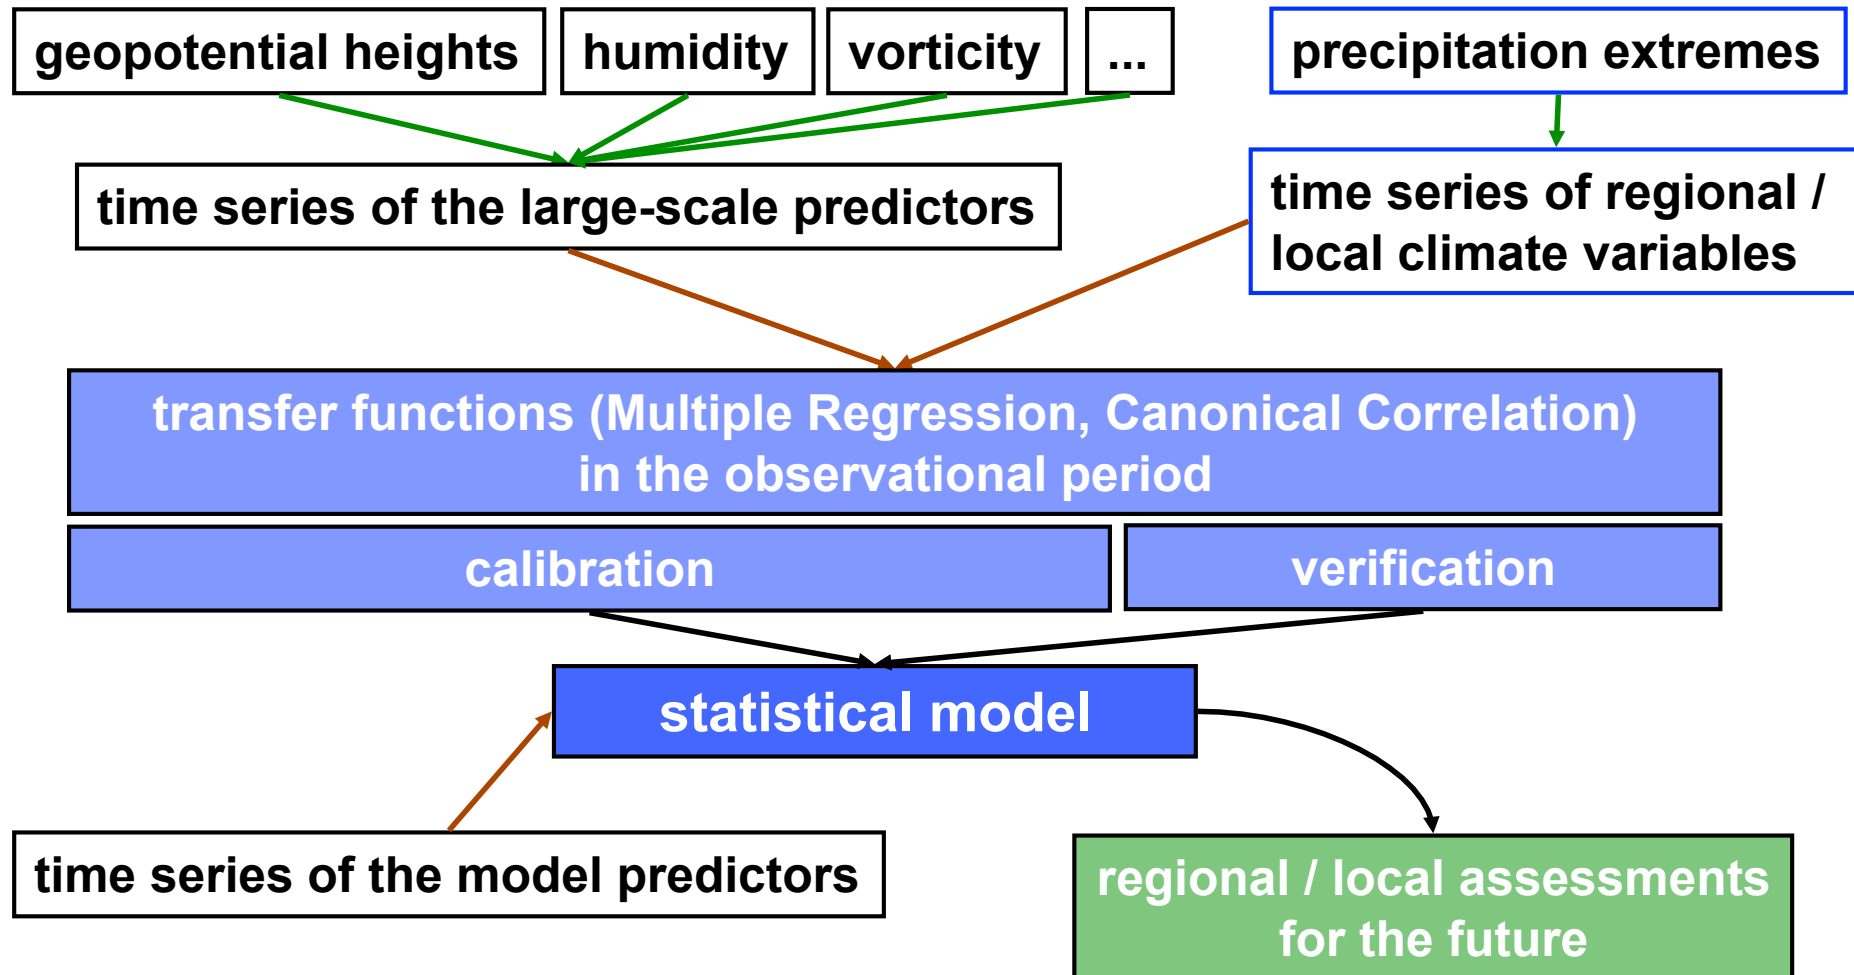 geopotential heights
humidity
vorticity
...
precipitation extremes
time series of the large-scale predictors
time series of regional /
local climate variables
transfer functions (Multiple Regression, Canonical Correlation)
in the observational period
calibration
verification
statistical model
time series of the model predictors
regional / local assessments
for the future